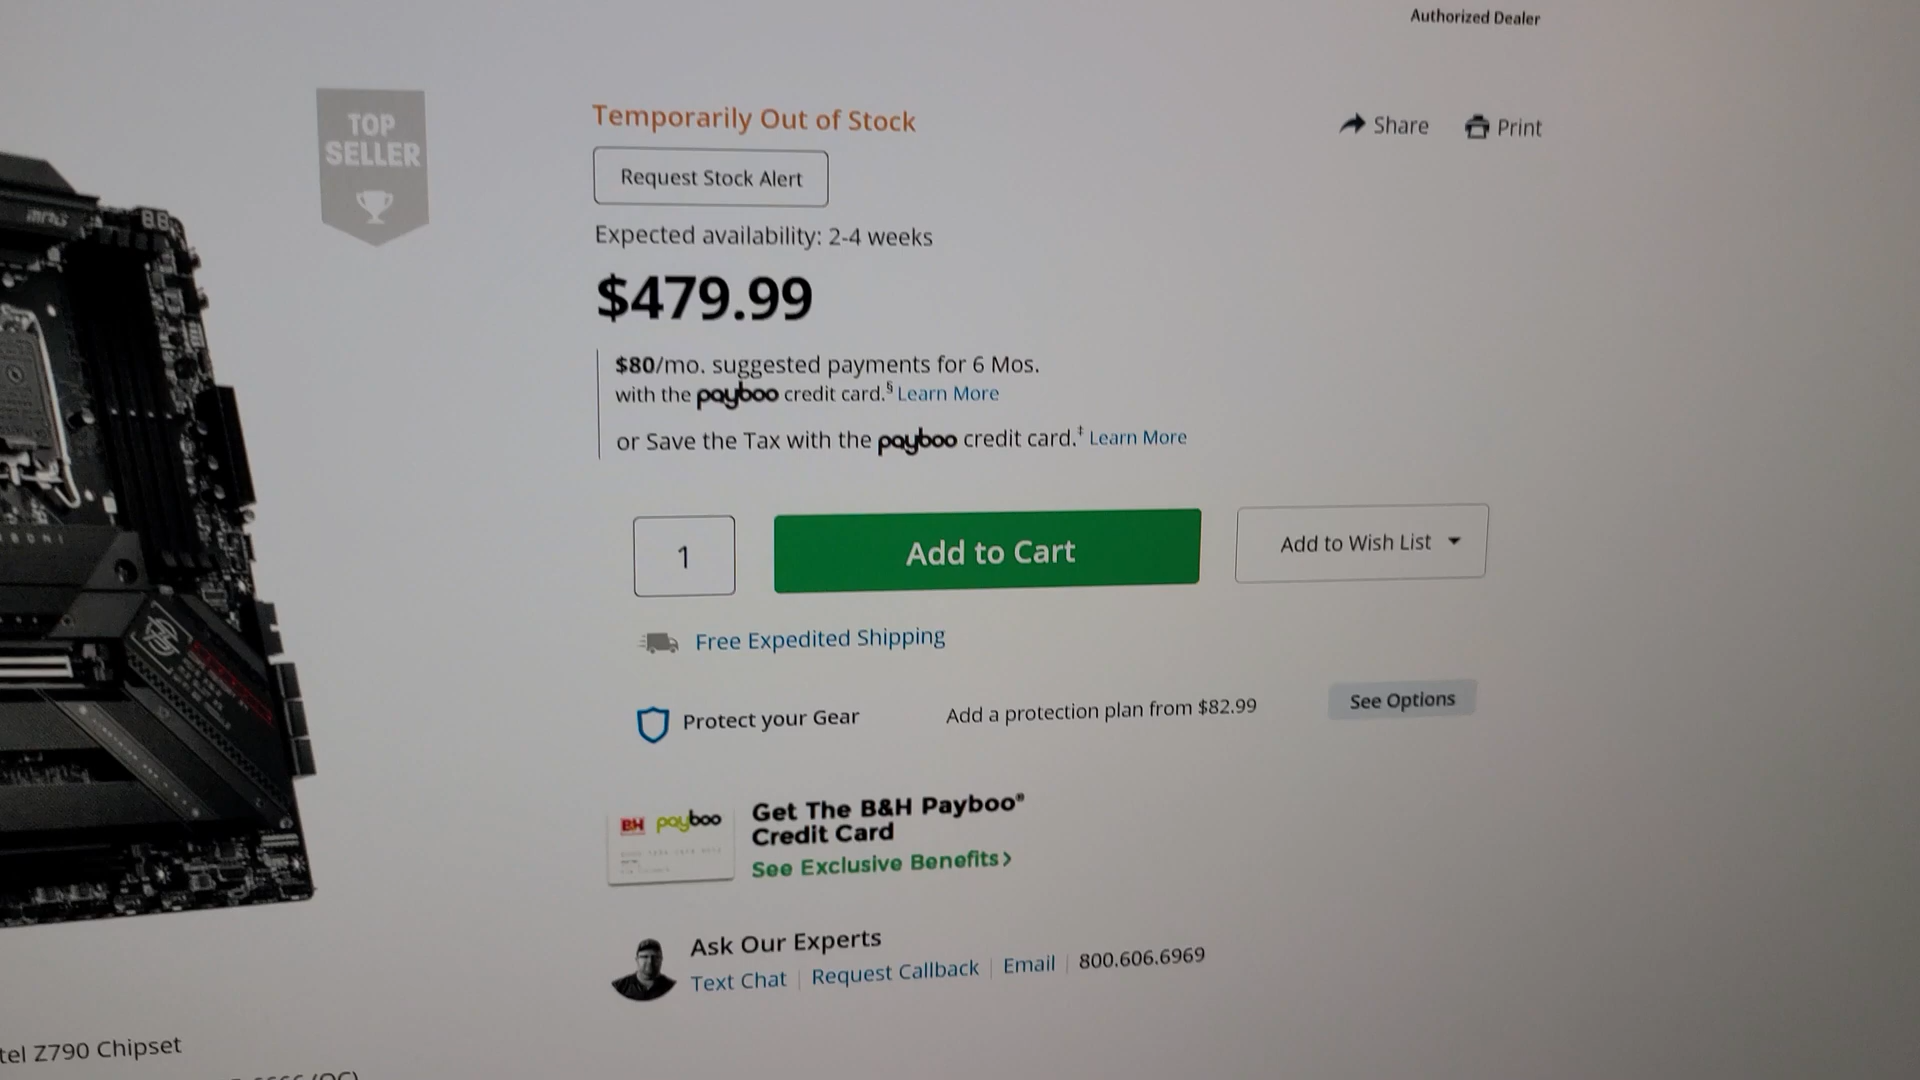 Authorized Dealer
TOP
SELLER
Temporarily Out of Stock
Share
Print
Request Stock Alert
Expected availability: 2-4 weeks
$479.99
$80/mo. suggested payments for 6 Mos.
with the payboo credit card.§ Learn More
or Save the Tax with the payboo credit card.‡ Learn More
1
Add to Cart
Add to Wish List
Free Expedited Shipping
Protect your Gear
Add a protection plan from $82.99
See Options
BH payboo
Get The B&H Payboo®
Credit Card
See Exclusive Benefits
Ask Our Experts
Text Chat | Request Callback | Email | 800.606.6969
tel Z790 Chipset
MPG